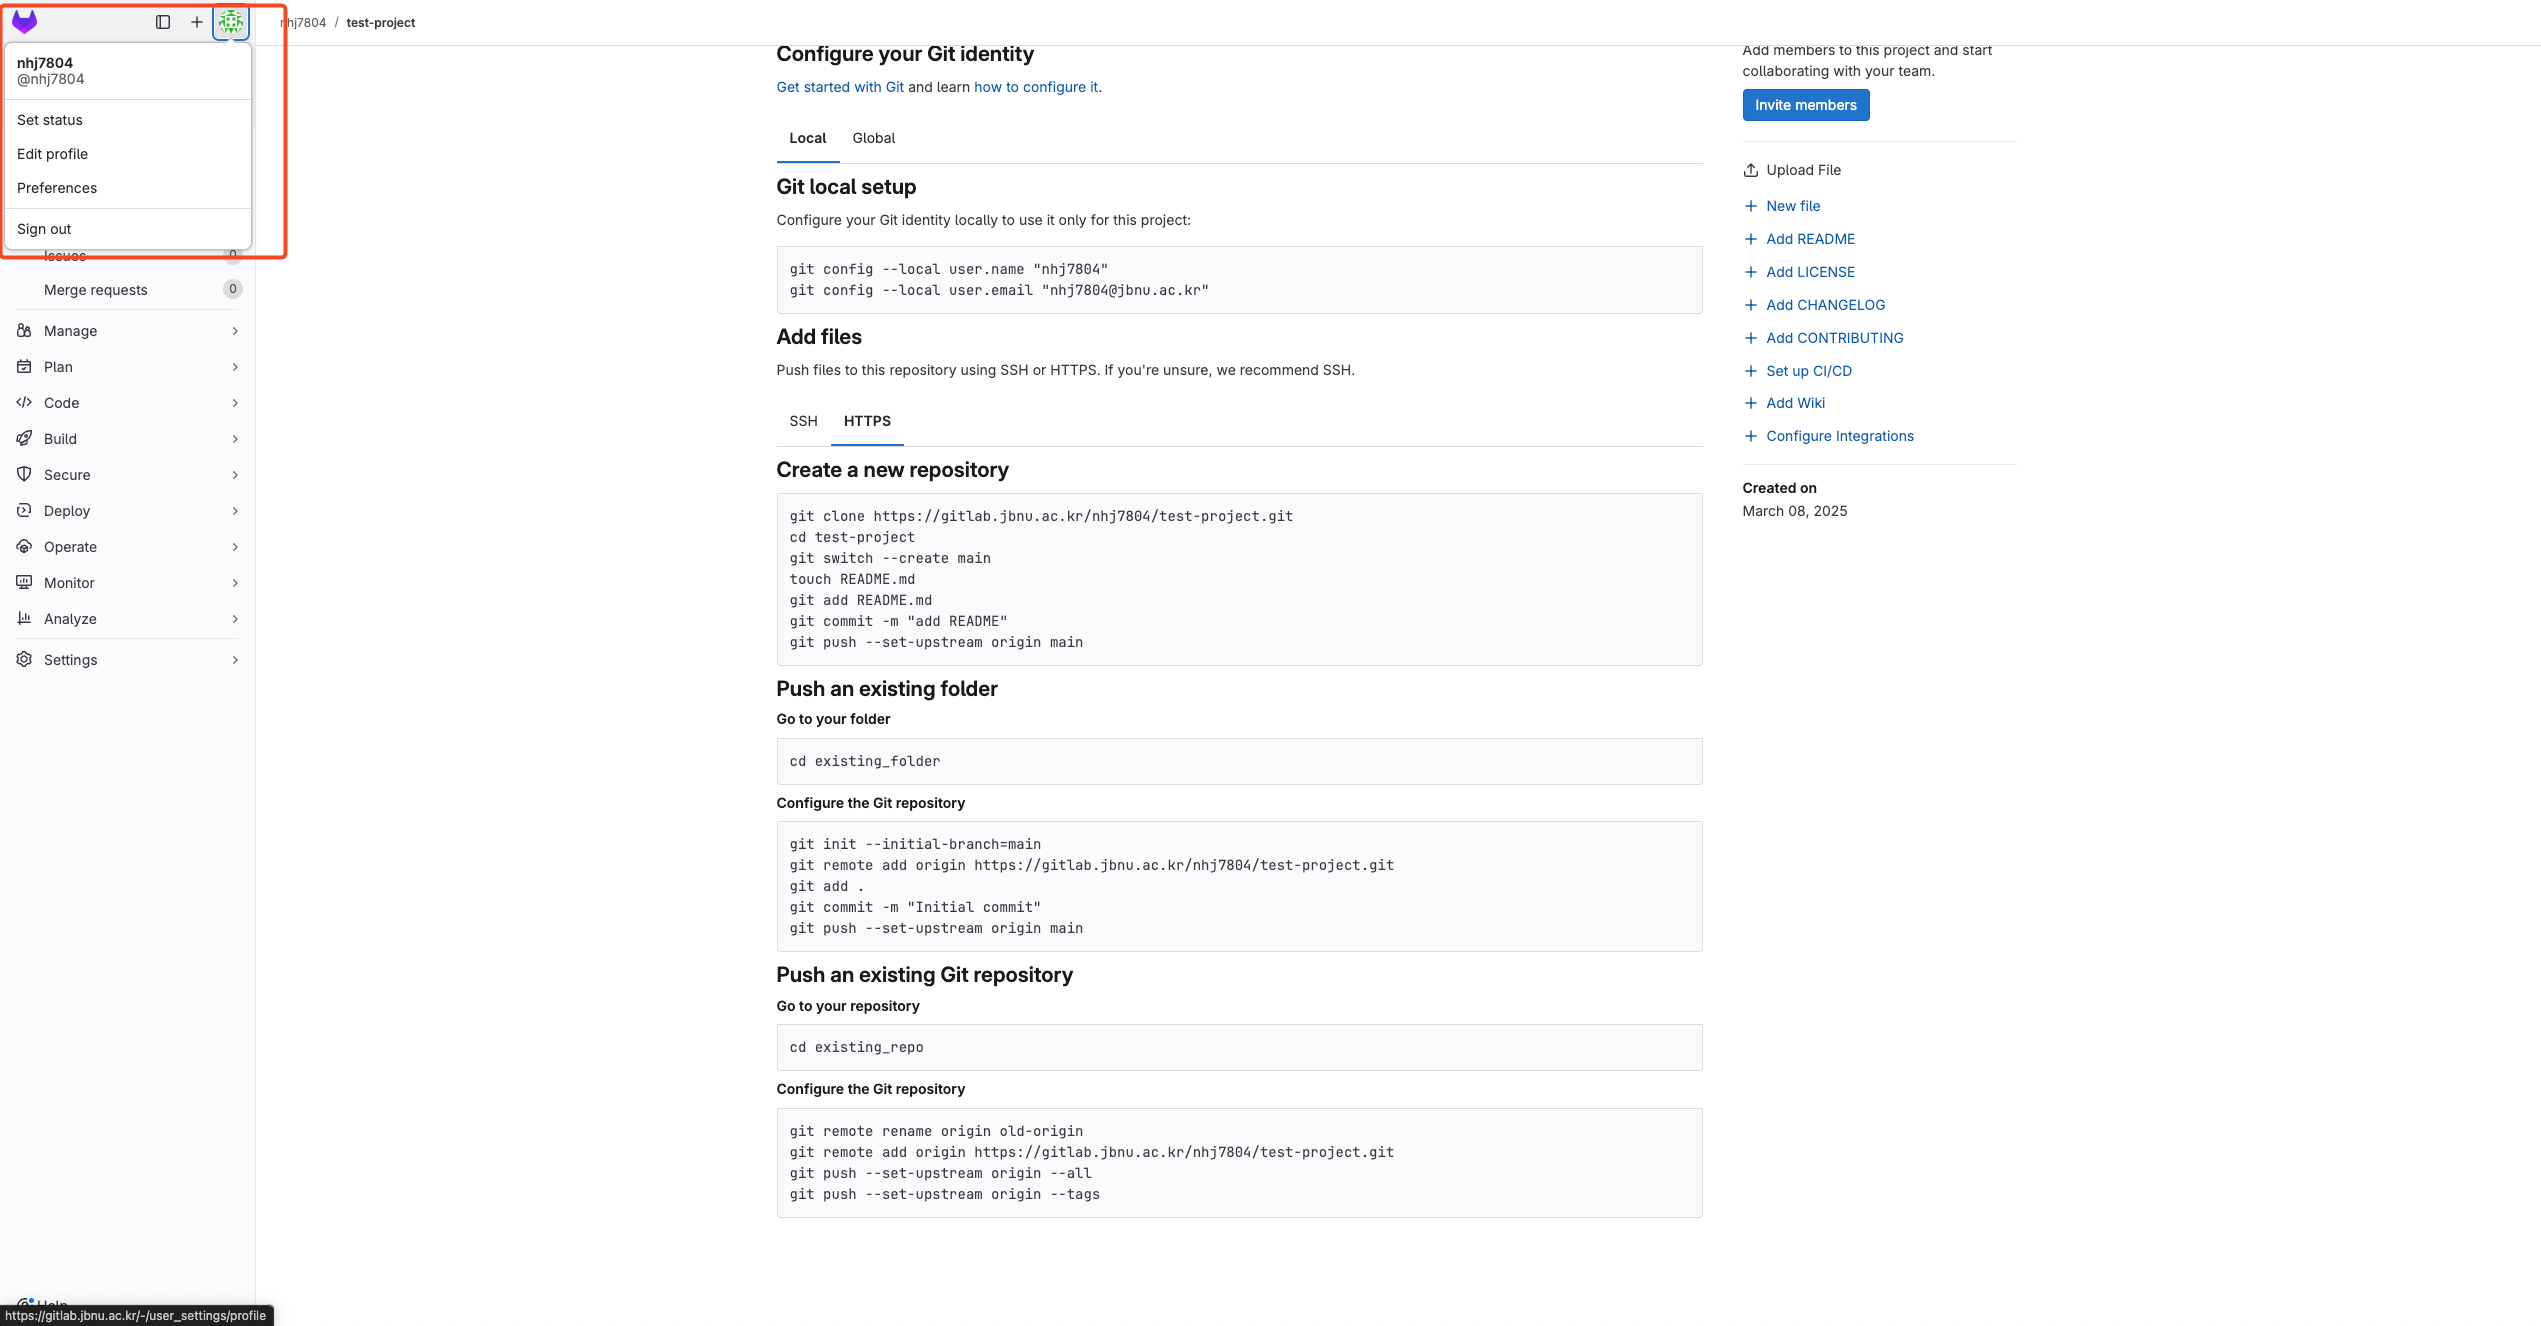 nhj7804 / test-project
nhj7804
@nhj7804
Set status
Edit profile
Preferences
Sign out
Issues 0
Merge requests 0
Manage
Plan
Code
Build
Secure
Deploy
Operate
Monitor
Analyze
Settings
Help
https://gitlab.jbnu.ac.kr/-/user_settings/profile
Configure your Git identity
Get started with Git and learn how to configure it.
Local Global
Git local setup
Configure your Git identity locally to use it only for this project:
git config --local user.name "nhj7804"
git config --local user.email "nhj7804@jbnu.ac.kr"
Add files
Push files to this repository using SSH or HTTPS. If you're unsure, we recommend SSH.
SSH HTTPS
Create a new repository
git clone https://gitlab.jbnu.ac.kr/nhj7804/test-project.git
cd test-project
git switch --create main
touch README.md
git add README.md
git commit -m "add README"
git push --set-upstream origin main
Push an existing folder
Go to your folder
cd existing_folder
Configure the Git repository
git init --initial-branch=main
git remote add origin https://gitlab.jbnu.ac.kr/nhj7804/test-project.git
git add .
git commit -m "Initial commit"
git push --set-upstream origin main
Push an existing Git repository
Go to your repository
cd existing_repo
Configure the Git repository
git remote rename origin old-origin
git remote add origin https://gitlab.jbnu.ac.kr/nhj7804/test-project.git
git push --set-upstream origin --all
git push --set-upstream origin --tags
Add members to this project and start
collaborating with your team.
Invite members
Upload File
New file
Add README
Add LICENSE
Add CHANGELOG
Add CONTRIBUTING
Set up CI/CD
Add Wiki
Configure Integrations
Created on
March 08, 2025